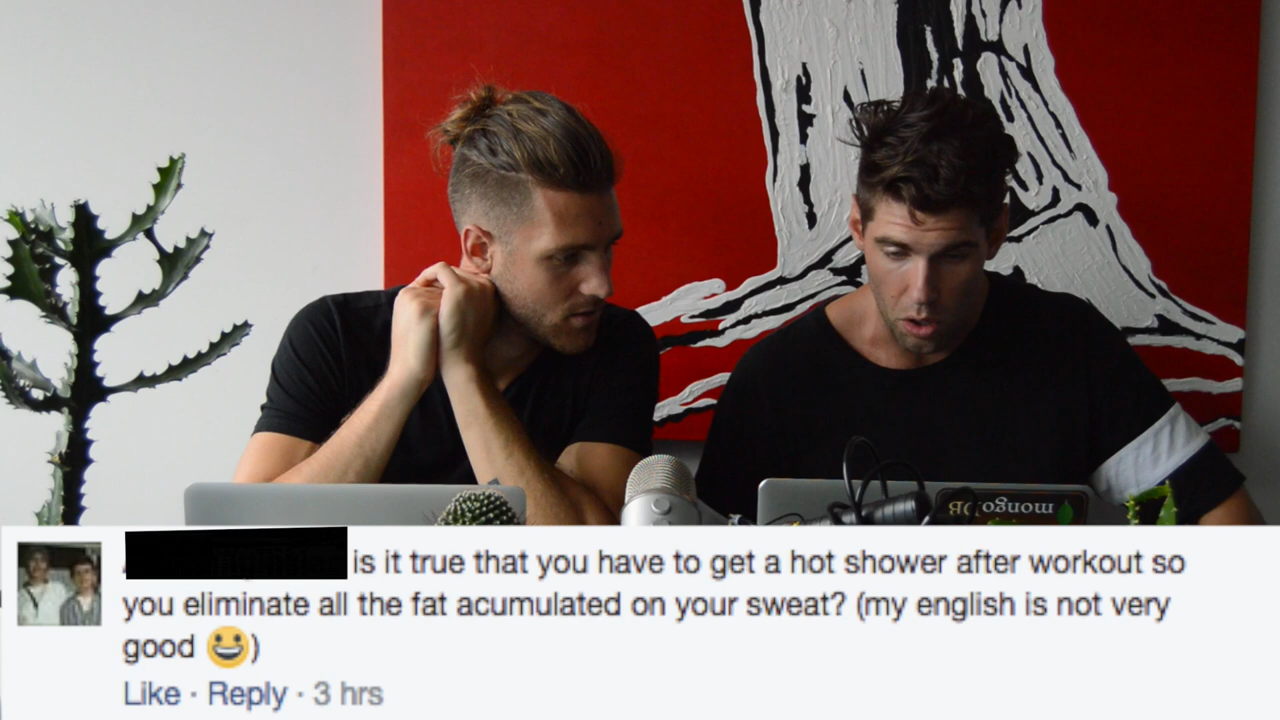 mongoDB
is it true that you have to get a hot shower after workout so
you eliminate all the fat acumulated on your sweat? (my english is not very
good 😀)
Like · Reply · 3 hrs